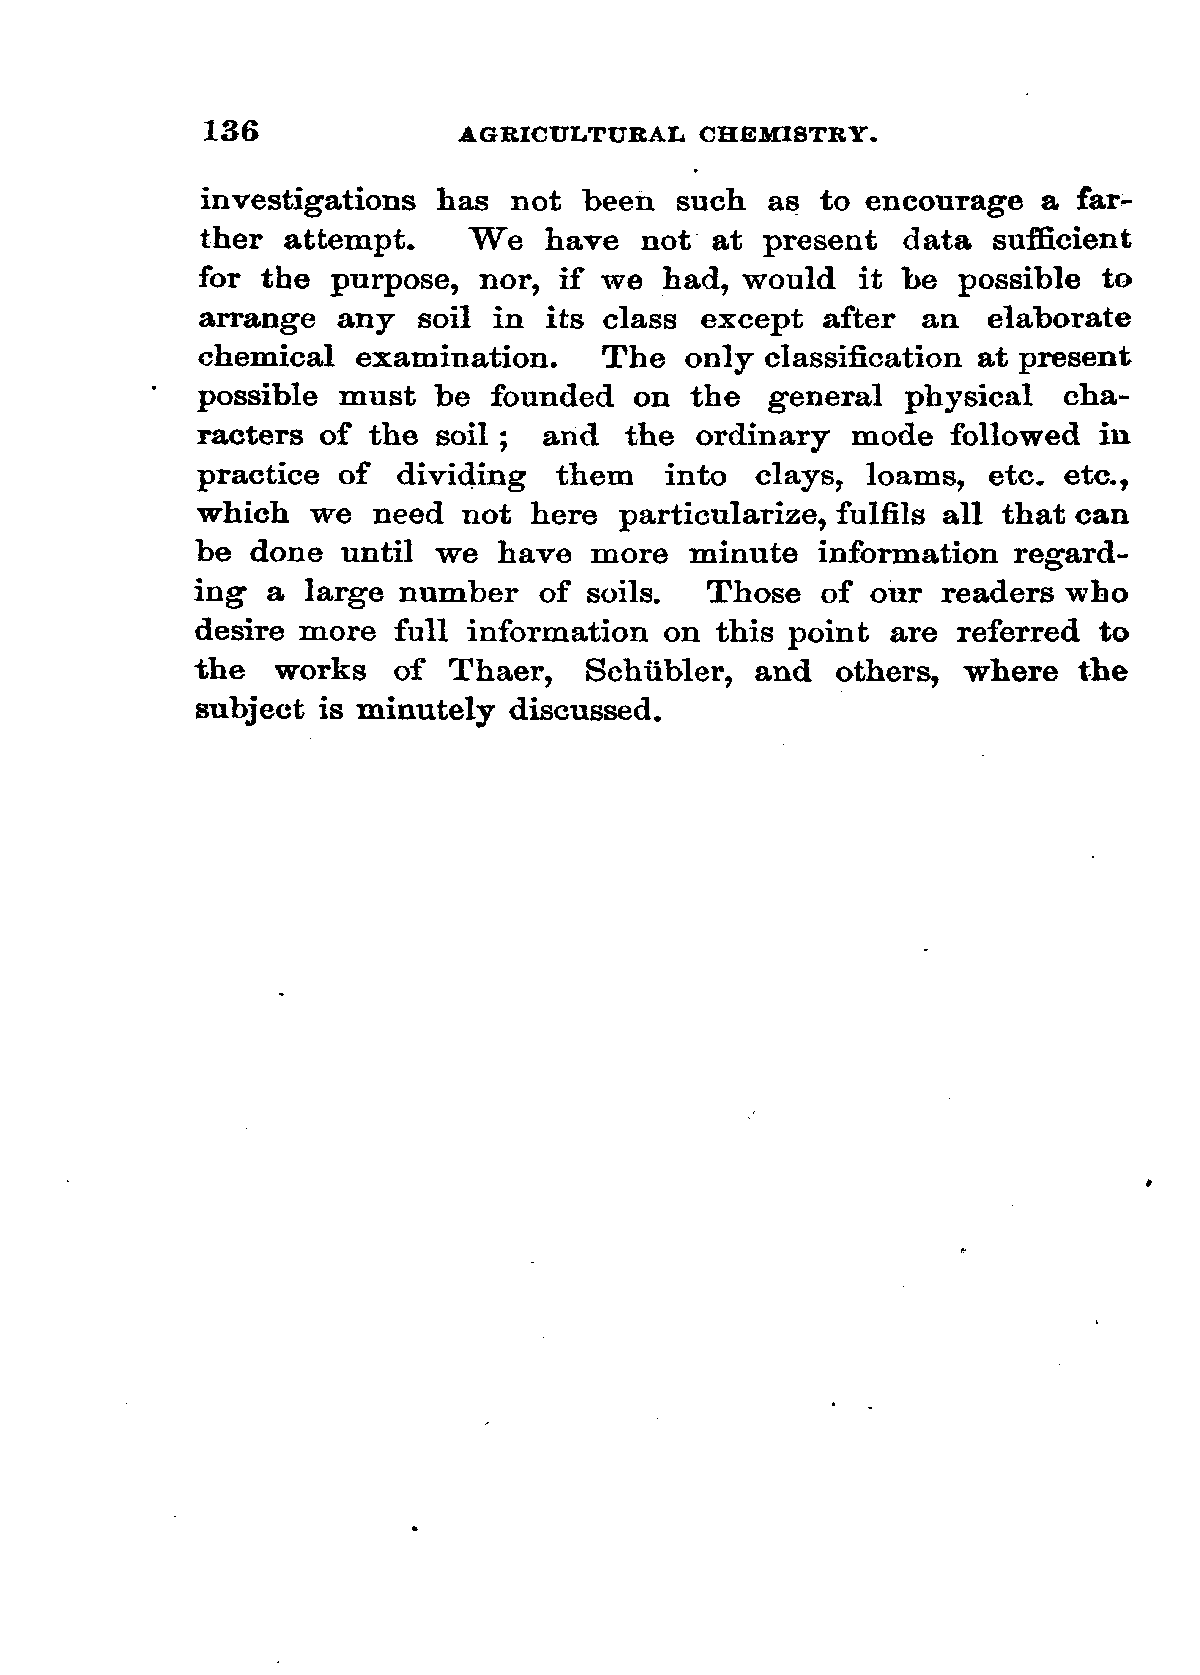 136 AGRICULTURAL CHEMISTRY.
investigations has not been such as to encourage a far-
ther attempt. We have not at present data sufficient
for the purpose, nor, if we had, would it be possible to
arrange any soil in its class except after an elaborate
chemical examination. The only classification at present
possible must be founded on the general physical cha-
racters of the soil ; and the ordinary mode followed in
practice of dividing them into clays, loams, etc. etc.,
which we need not here particularize, fulfils all that can
be done until we have more minute information regard-
ing a large number of soils. Those of our readers who
desire more full information on this point are referred to
the works of Thaer, Schübler, and others, where the
subject is minutely discussed.